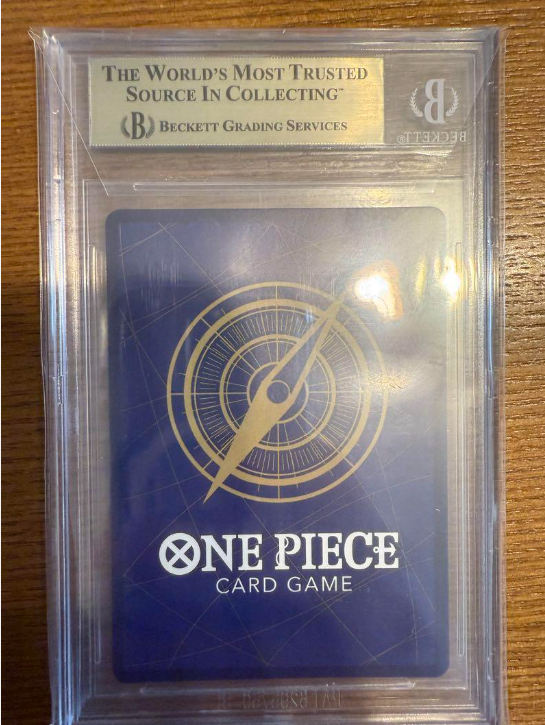 THE WORLD'S MOST TRUSTED
SOURCE IN COLLECTING™
B BECKETT GRADING SERVICES
B
BECKETT®
ONE PIECE
CARD GAME